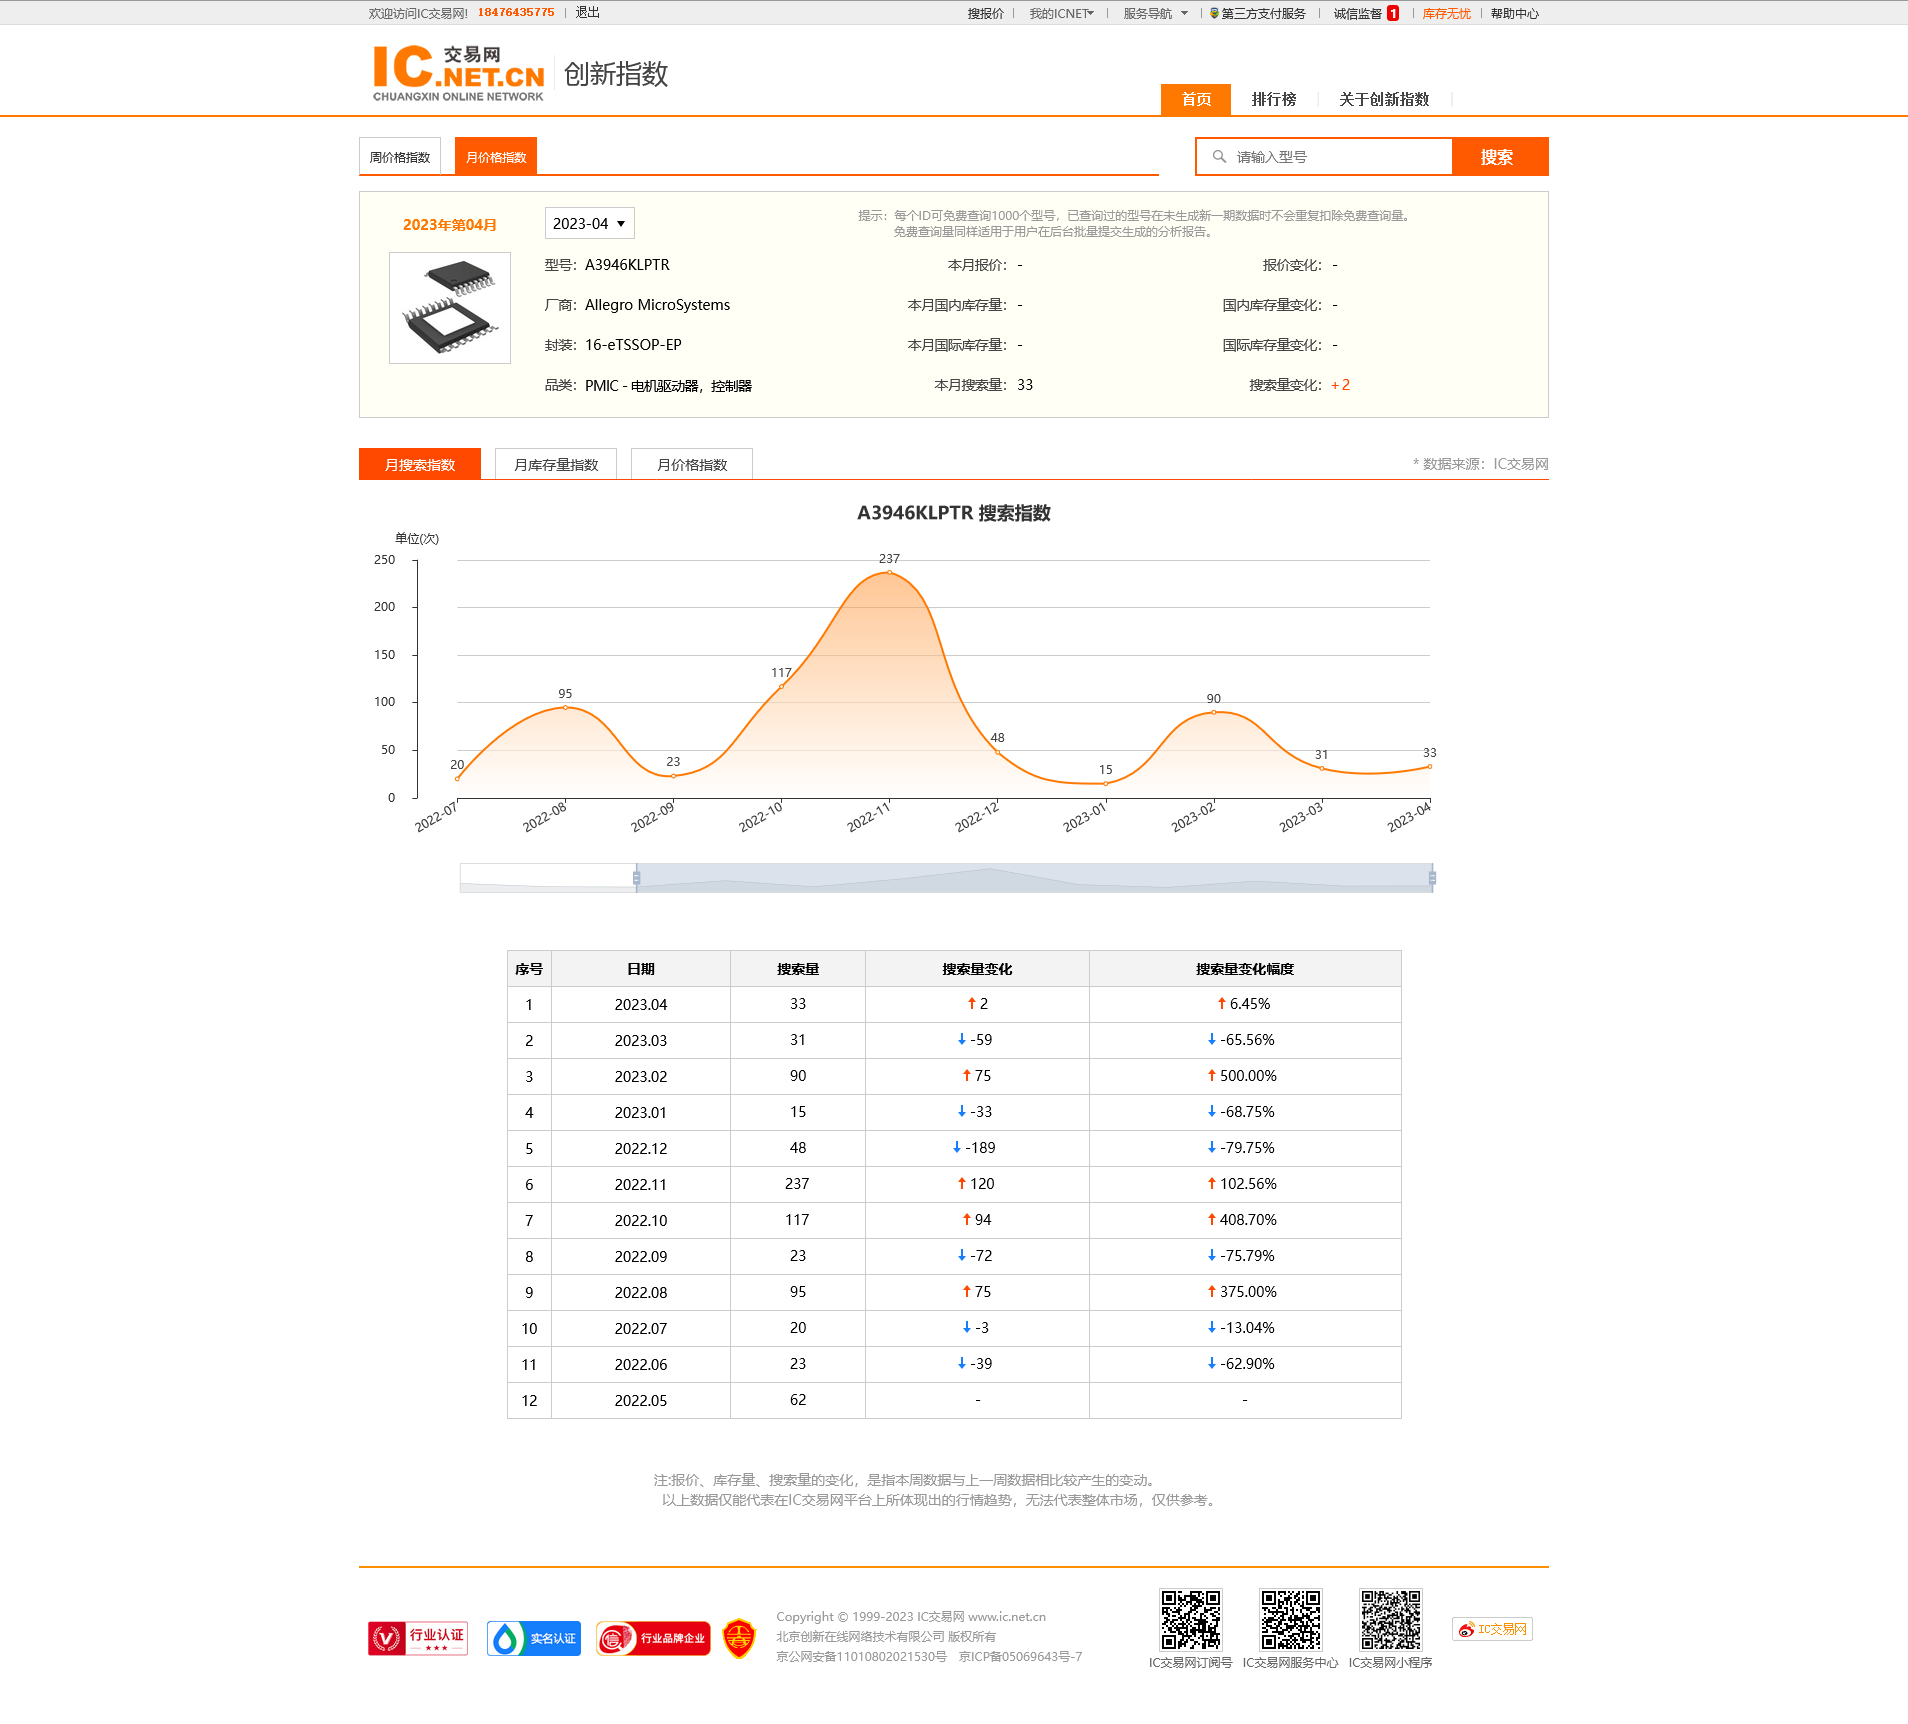 欢迎访问IC交易网! 18476435775 退出 搜报价 我的ICNET 服务导航 第三方支付服务 诚信监督 1 库存无忧 帮助中心
IC 交易网 .NET.CN 创新指数
CHUANGXIN ONLINE NETWORK
首页 排行榜 关于创新指数
周价格指数 月价格指数 请输入型号 搜索
2023年第04月 2023-04 提示：每个ID可免费查询1000个型号，已查询过的型号在未生成新一期数据时不会重复扣除免费查询量。
免费查询量同样适用于用户在后台批量提交生成的分析报告。
型号：A3946KLPTR 本月报价：- 报价变化：-
厂商：Allegro MicroSystems 本月国内库存量：- 国内库存量变化：-
封装：16-eTSSOP-EP 本月国际库存量：- 国际库存量变化：-
品类：PMIC - 电机驱动器，控制器 本月搜索量：33 搜索量变化：+2
月搜索指数 月库存量指数 月价格指数 * 数据来源：IC交易网
A3946KLPTR 搜索指数
单位(次)
250
200
150
100
50
0
20 95 23 117 237 48 15 90 31 33
2022-07 2022-08 2022-09 2022-10 2022-11 2022-12 2023-01 2023-02 2023-03 2023-04
序号 日期 搜索量 搜索量变化 搜索量变化幅度
1 2023.04 33 ↑ 2 ↑ 6.45%
2 2023.03 31 ↓ -59 ↓ -65.56%
3 2023.02 90 ↑ 75 ↑ 500.00%
4 2023.01 15 ↓ -33 ↓ -68.75%
5 2022.12 48 ↓ -189 ↓ -79.75%
6 2022.11 237 ↑ 120 ↑ 102.56%
7 2022.10 117 ↑ 94 ↑ 408.70%
8 2022.09 23 ↓ -72 ↓ -75.79%
9 2022.08 95 ↑ 75 ↑ 375.00%
10 2022.07 20 ↓ -3 ↓ -13.04%
11 2022.06 23 ↓ -39 ↓ -62.90%
12 2022.05 62 - -
注:报价、库存量、搜索量的变化，是指本周数据与上一周数据相比较产生的变动。
以上数据仅能代表在IC交易网平台上所体现出的行情趋势，无法代表整体市场，仅供参考。
行业认证 实名认证 信 行业品牌企业
Copyright © 1999-2023 IC交易网 www.ic.net.cn
北京创新在线网络技术有限公司 版权所有
京公网安备11010802021530号 京ICP备05069643号-7
IC交易网订阅号 IC交易网服务中心 IC交易网小程序 IC交易网